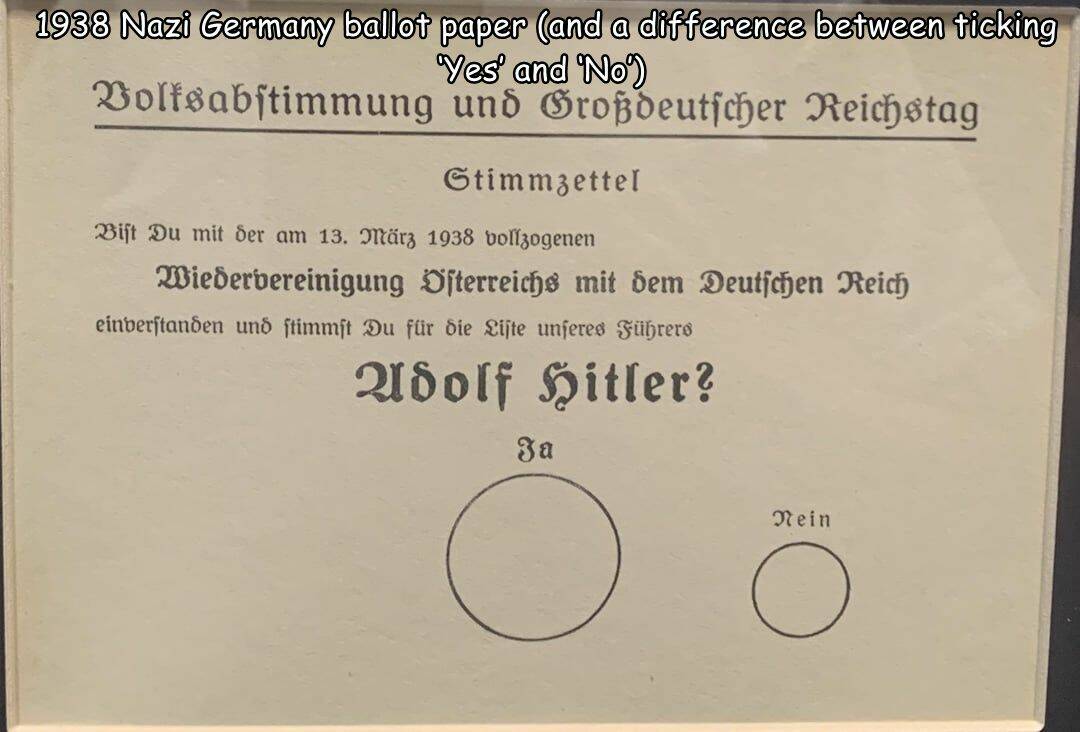 1938 Nazi Germany ballot paper (and a difference between ticking
'Yes' and 'No')
Volksabstimmung und Großdeutscher Reichstag
Stimmzettel
Bist Du mit der am 13. März 1938 vollzogenen
Wiedervereinigung Österreichs mit dem Deutschen Reich
einverstanden und stimmst Du für die Liste unseres Führers
Adolf Hitler?
Ja
Nein